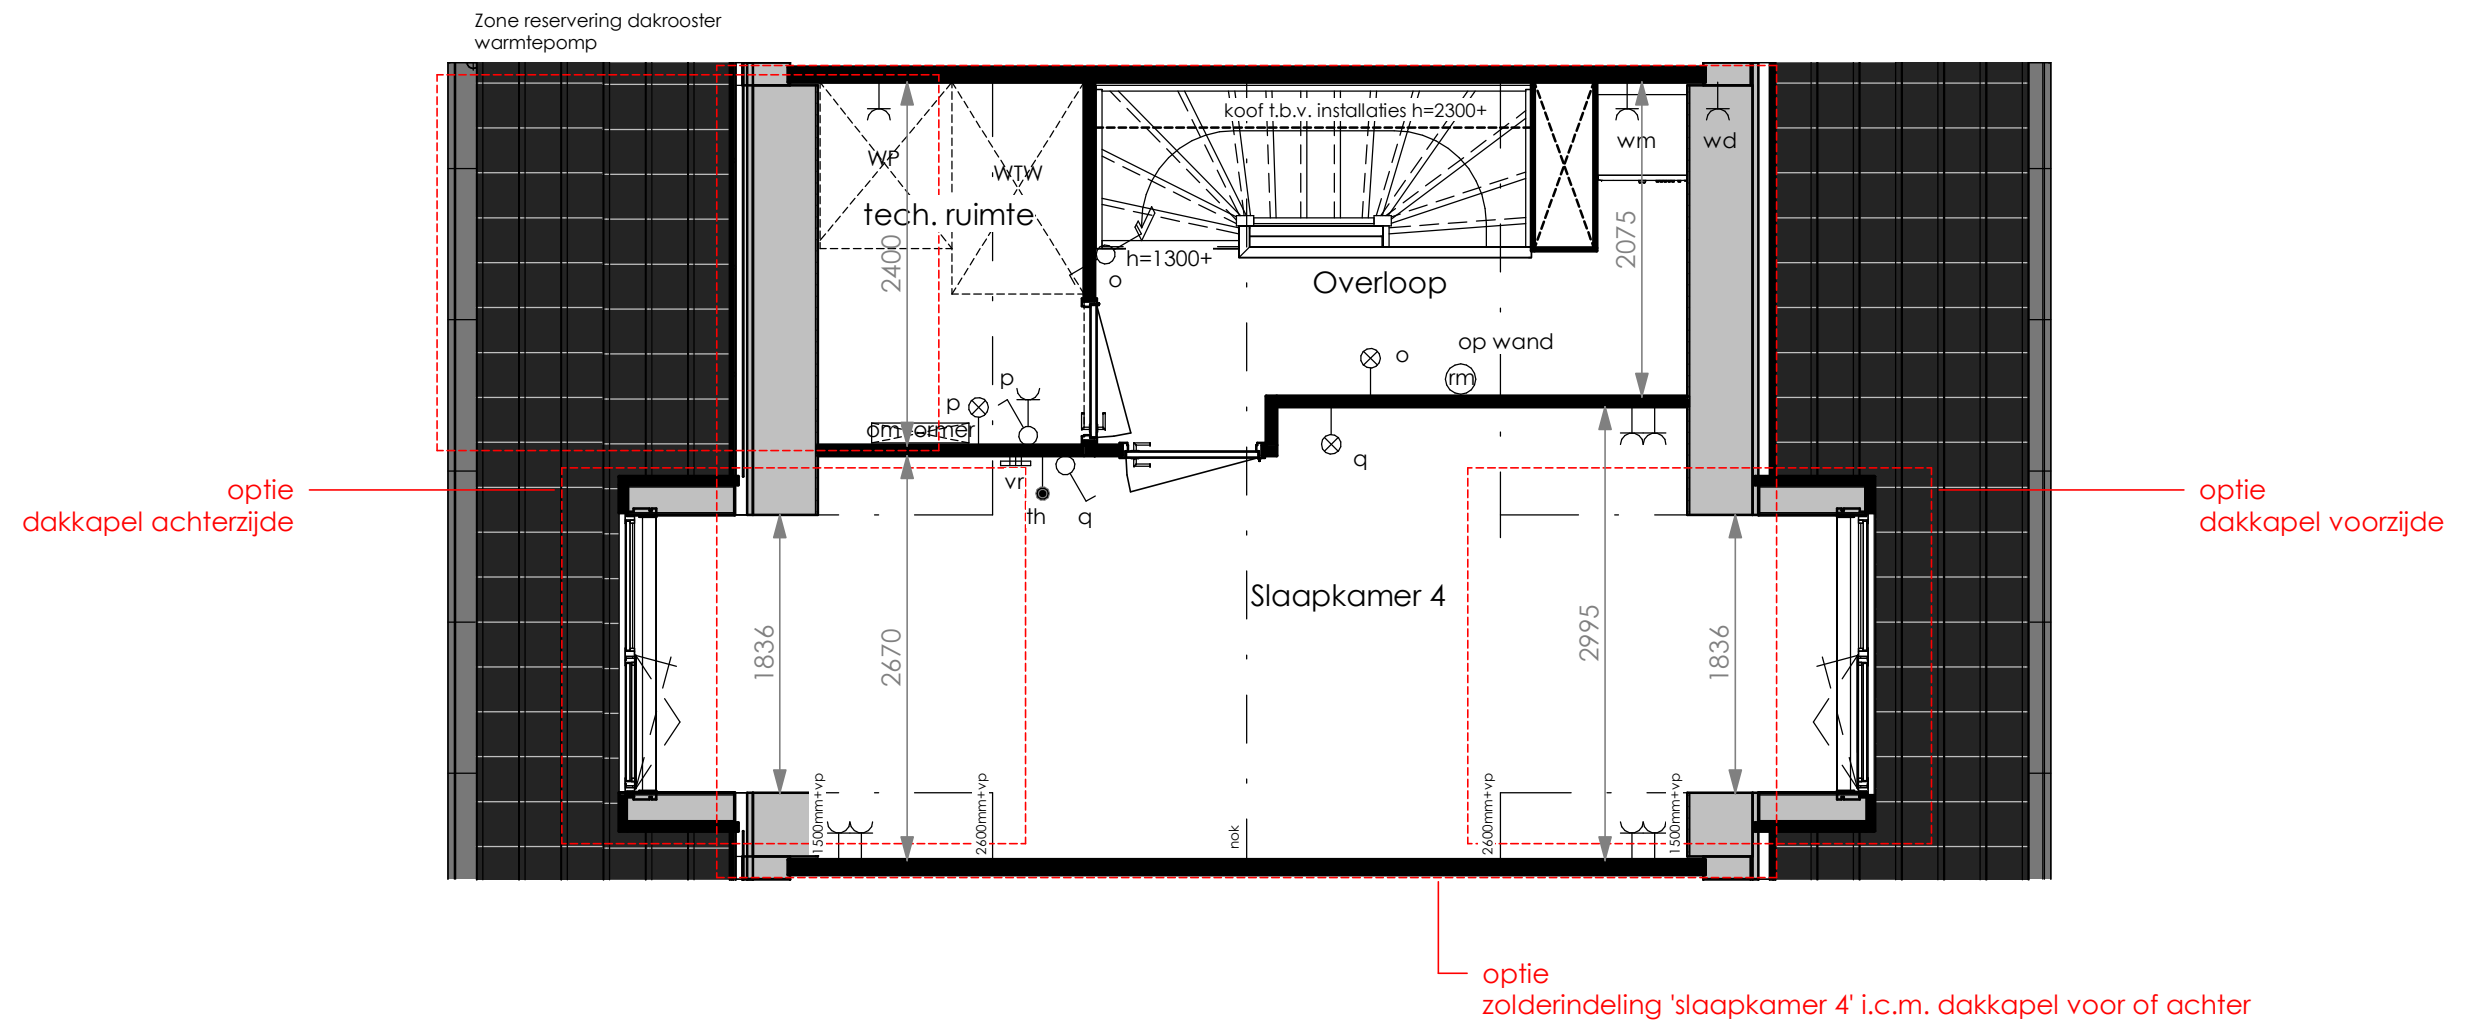 Zone reservering dakrooster
warmtepomp
koof t.b.v. installaties h=2300+
WP
WTW
wm
wd
tech. ruimte
2400
h=1300+
o
Overloop
2075
op wand
o
rm
p
p
q
vr
th
q
optie
dakkapel achterzijde
optie
dakkapel voorzijde
Slaapkamer 4
1836
2670
2995
1836
1500mm+vp
2600mm+vp
nok
2600mm+vp
1500mm+vp
optie
zolderindeling 'slaapkamer 4' i.c.m. dakkapel voor of achter